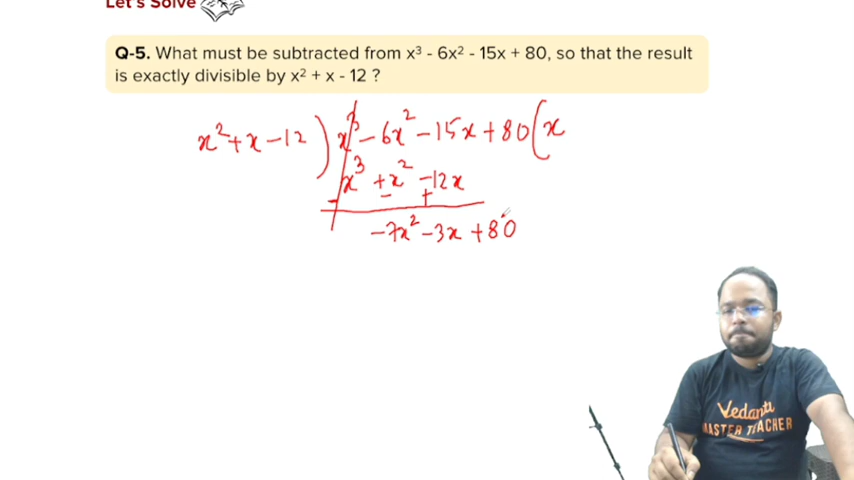 Let's Solve
Q-5. What must be subtracted from x³ - 6x² - 15x + 80, so that the result
is exactly divisible by x² + x - 12 ?
x²+x-12 ) x³ - 6x² - 15x + 80 ( x
x³ + x² - 12x
- - +
-7x² - 3x + 80
Vedantu
MASTER TEACHER